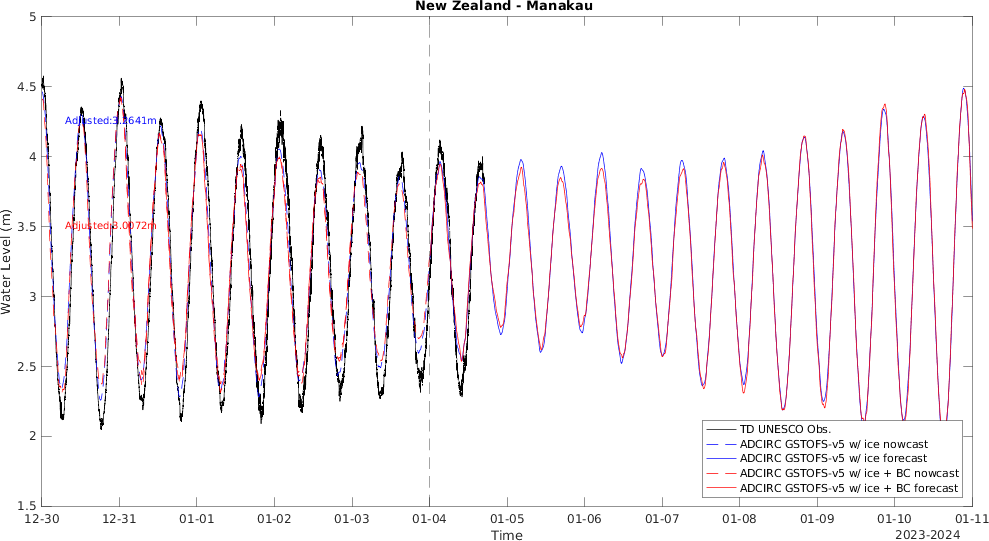 New Zealand - Manakau
5
4.5
4
3.5
3
2.5
2
1.5
Water Level (m)
Adjusted:3.0072m
TD UNESCO Obs.
ADCIRC GSTOFS-v5 w/ ice nowcast
ADCIRC GSTOFS-v5 w/ ice forecast
ADCIRC GSTOFS-v5 w/ ice + BC nowcast
ADCIRC GSTOFS-v5 w/ ice + BC forecast
12-30 12-31 01-01 01-02 01-03 01-04 01-05 01-06 01-07 01-08 01-09 01-10 01-11
Time
2023-2024